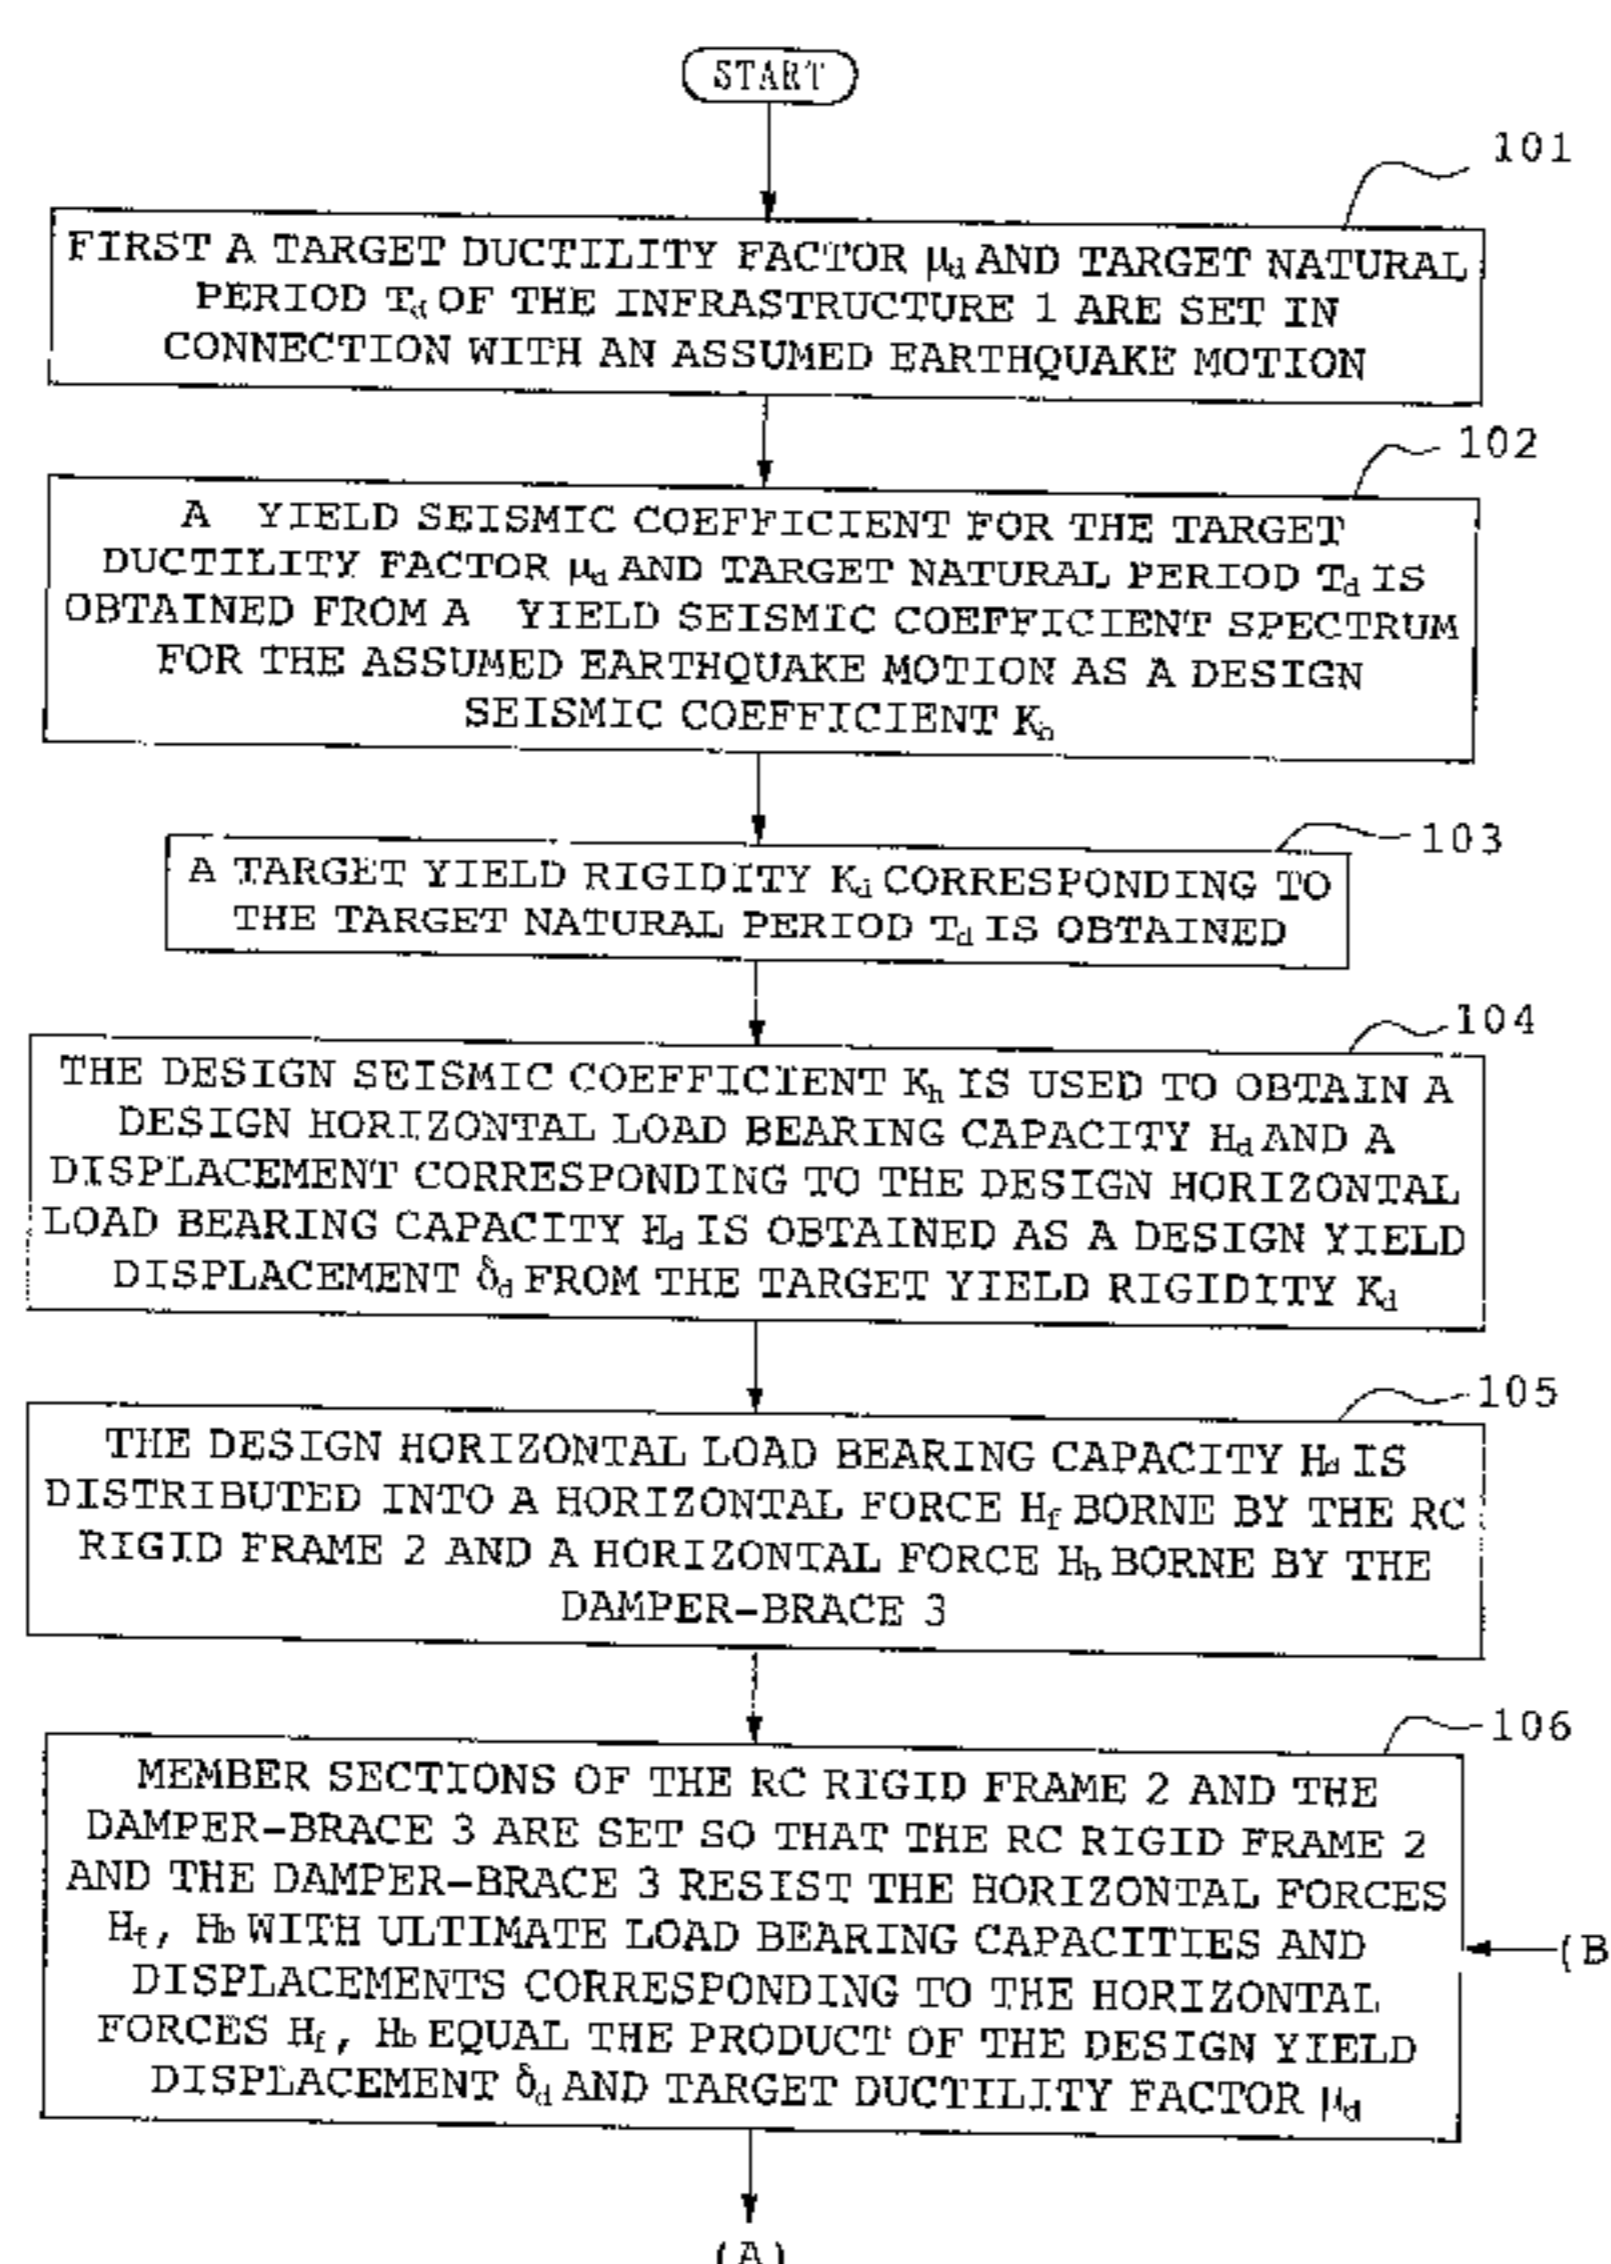 START
101
FIRST A TARGET DUCTILITY FACTOR μd AND TARGET NATURAL
PERIOD Td OF THE INFRASTRUCTURE 1 ARE SET IN
CONNECTION WITH AN ASSUMED EARTHQUAKE MOTION
102
A YIELD SEISMIC COEFFICIENT FOR THE TARGET
DUCTILITY FACTOR μd AND TARGET NATURAL PERIOD Td IS
OBTAINED FROM A YIELD SEISMIC COEFFICIENT SPECTRUM
FOR THE ASSUMED EARTHQUAKE MOTION AS A DESIGN
SEISMIC COEFFICIENT Kh
103
A TARGET YIELD RIGIDITY Kd CORRESPONDING TO
THE TARGET NATURAL PERIOD Td IS OBTAINED
104
THE DESIGN SEISMIC COEFFICIENT Kh IS USED TO OBTAIN A
DESIGN HORIZONTAL LOAD BEARING CAPACITY Hd AND A
DISPLACEMENT CORRESPONDING TO THE DESIGN HORIZONTAL
LOAD BEARING CAPACITY Hd IS OBTAINED AS A DESIGN YIELD
DISPLACEMENT δd FROM THE TARGET YIELD RIGIDITY Kd
105
THE DESIGN HORIZONTAL LOAD BEARING CAPACITY Hd IS
DISTRIBUTED INTO A HORIZONTAL FORCE Hf BORNE BY THE RC
RIGID FRAME 2 AND A HORIZONTAL FORCE Hb BORNE BY THE
DAMPER-BRACE 3
106
MEMBER SECTIONS OF THE RC RIGID FRAME 2 AND THE
DAMPER-BRACE 3 ARE SET SO THAT THE RC RIGID FRAME 2
AND THE DAMPER-BRACE 3 RESIST THE HORIZONTAL FORCES
Hf, Hb WITH ULTIMATE LOAD BEARING CAPACITIES AND
DISPLACEMENTS CORRESPONDING TO THE HORIZONTAL
FORCES Hf, Hb EQUAL THE PRODUCT OF THE DESIGN YIELD
DISPLACEMENT δd AND TARGET DUCTILITY FACTOR μd
(B
(A)